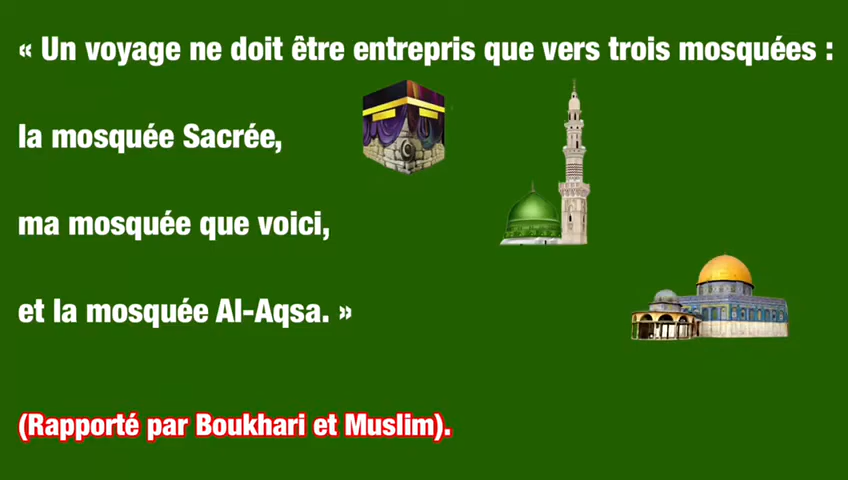 « Un voyage ne doit être entrepris que vers trois mosquées :
la mosquée Sacrée,
ma mosquée que voici,
et la mosquée Al-Aqsa. »
(Rapporté par Boukhari et Muslim).